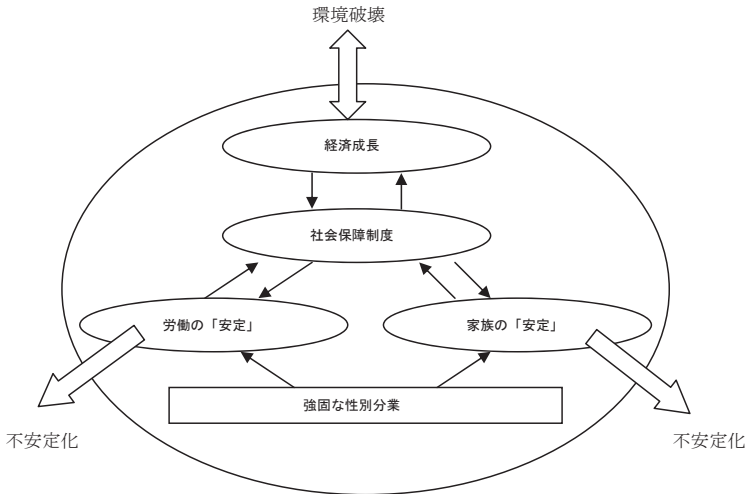 環境破壊
経済成長
社会保障制度
労働の「安定」
家族の「安定」
強固な性別分業
不安定化
不安定化